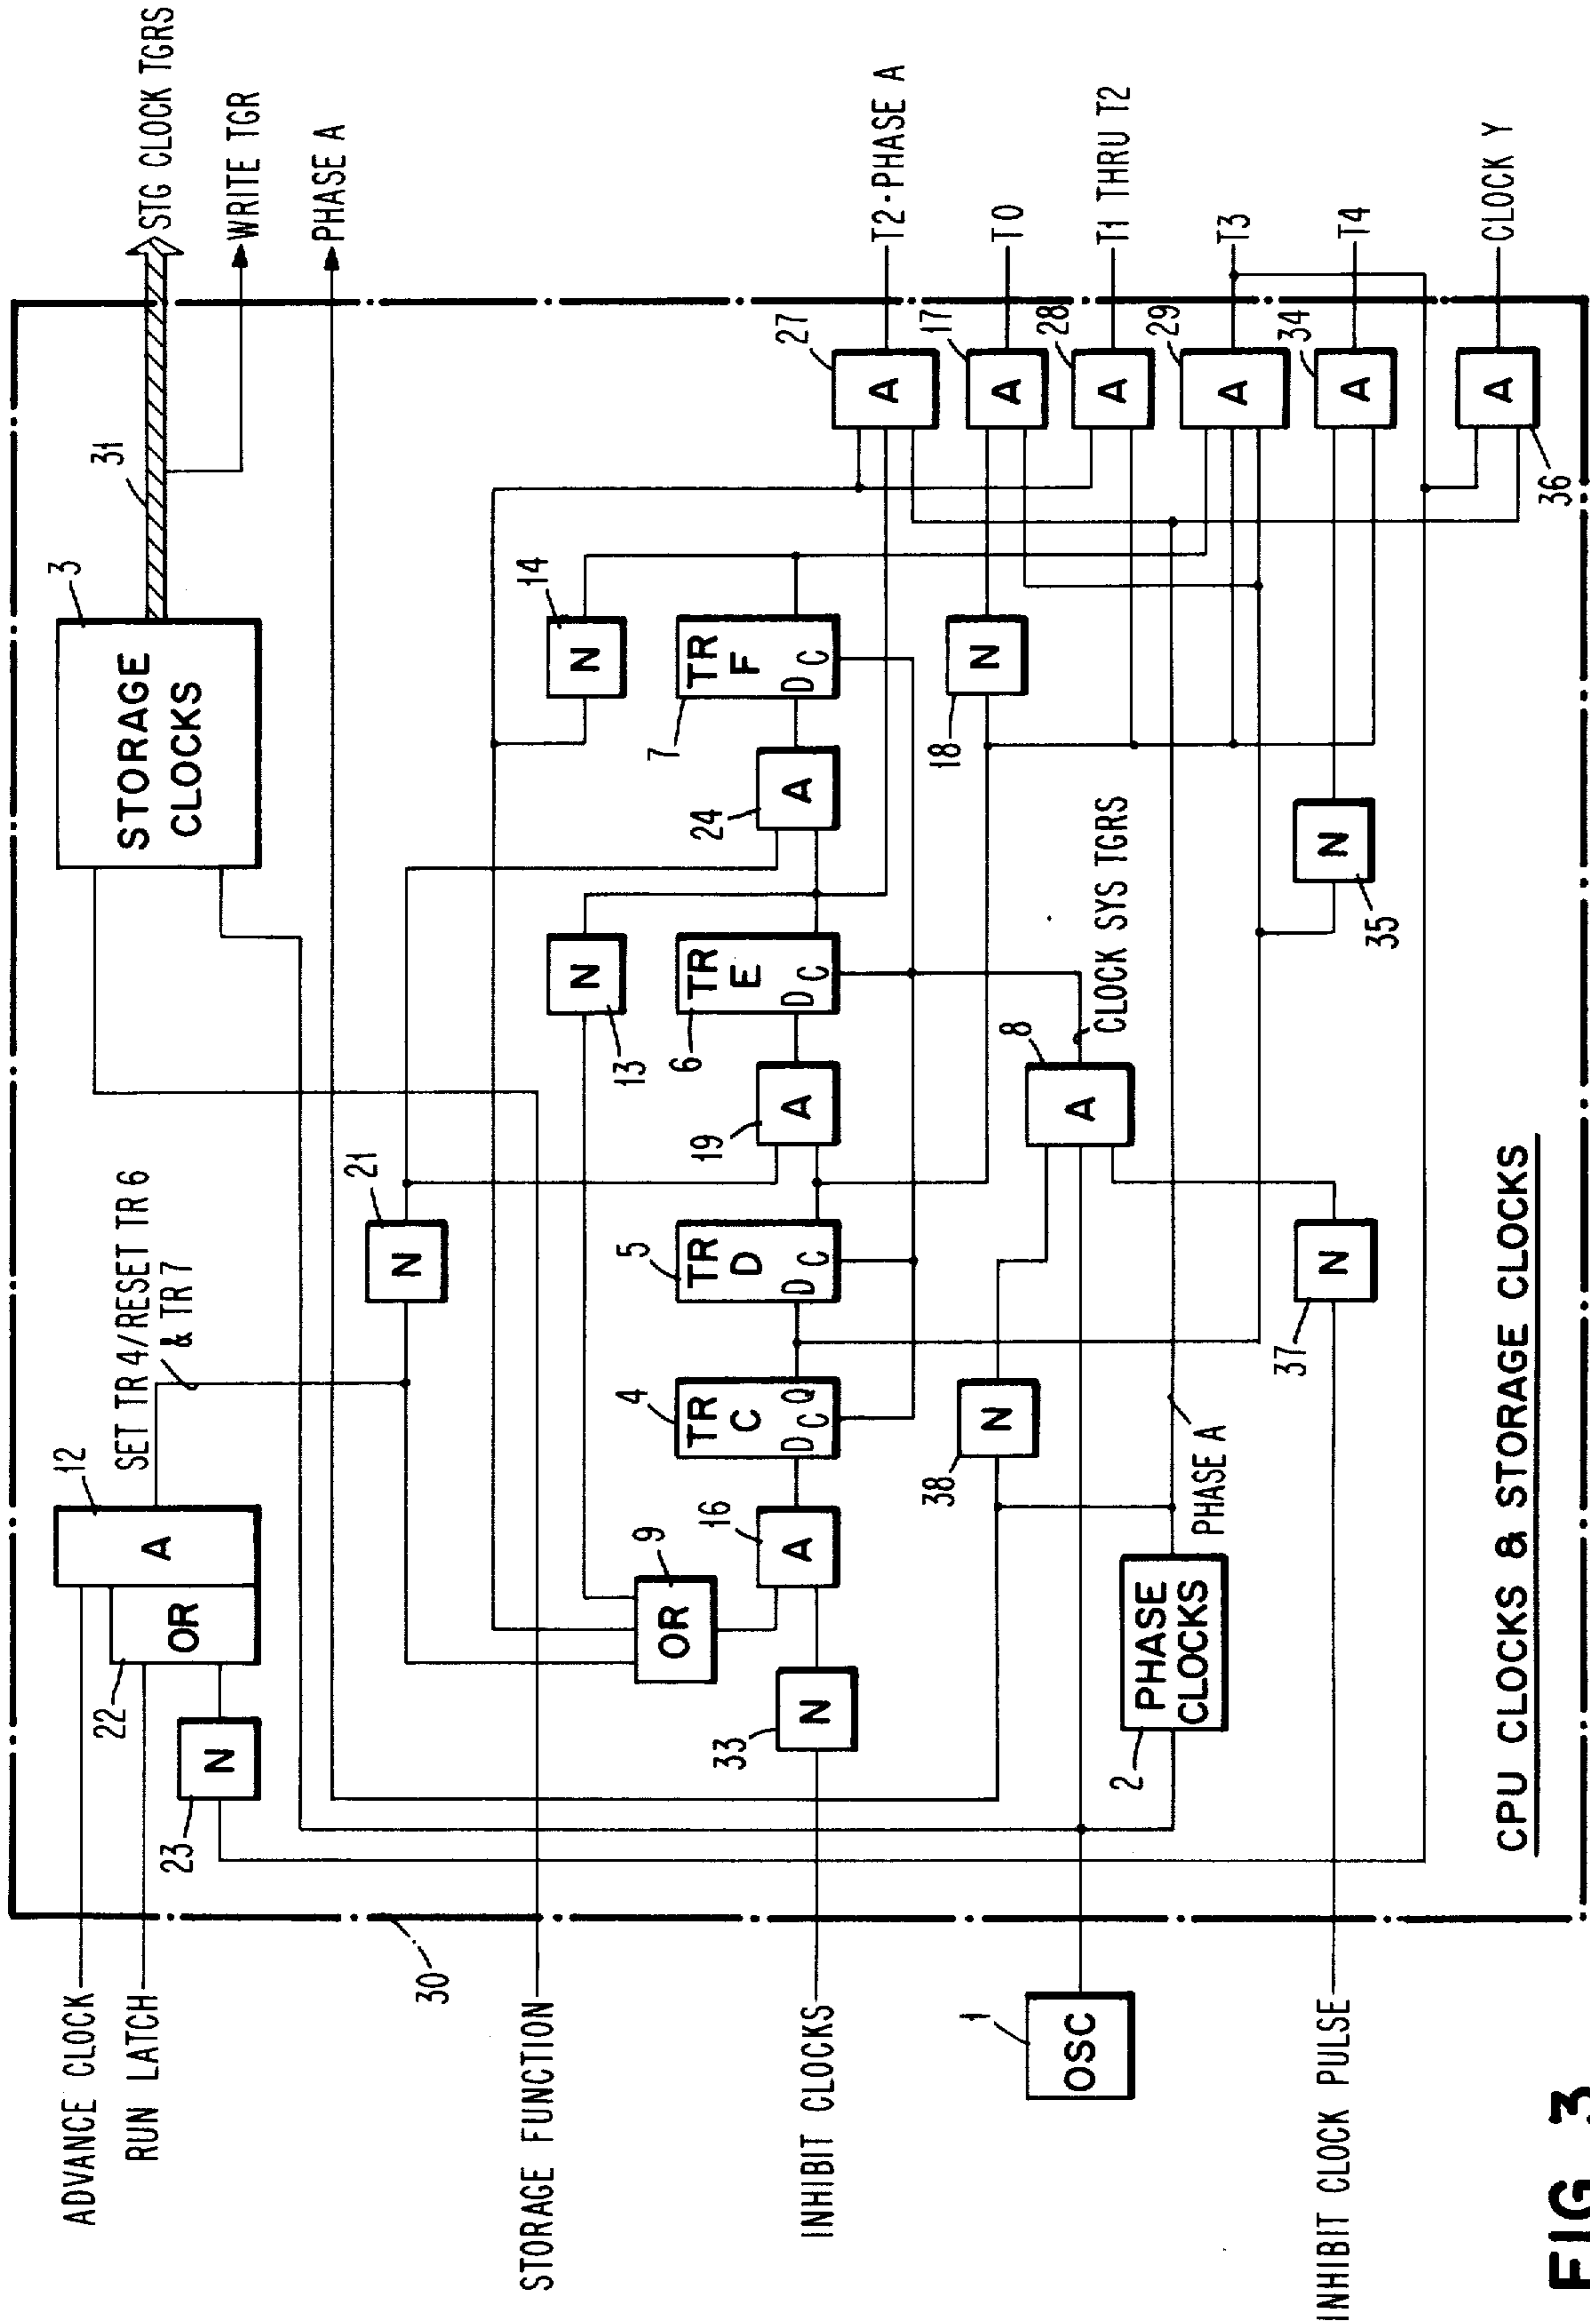 ADVANCE CLOCK
RUN LATCH
STORAGE FUNCTION
INHIBIT CLOCKS
INHIBIT CLOCK PULSE
1
OSC
30
12
A
OR
22
23
N
SET TR 4/RESET TR 6
& TR 7
21
N
3
STORAGE
CLOCKS
31
STG CLOCK TGRS
WRITE TGR
PHASE A
9
OR
33
N
16
A
4
TR
C
D
C
Q
5
TR
D
D
C
19
A
6
TR
E
D
C
13
N
24
A
7
TR
F
D
C
14
N
2
PHASE
CLOCKS
PHASE A
38
N
37
N
8
A
CLOCK SYS TGRS
18
N
35
N
27
A
T2·PHASE A
17
A
T0
28
A
T1 THRU T2
29
A
T3
34
A
T4
36
A
CLOCK Y
CPU CLOCKS & STORAGE CLOCKS
FIG. 3